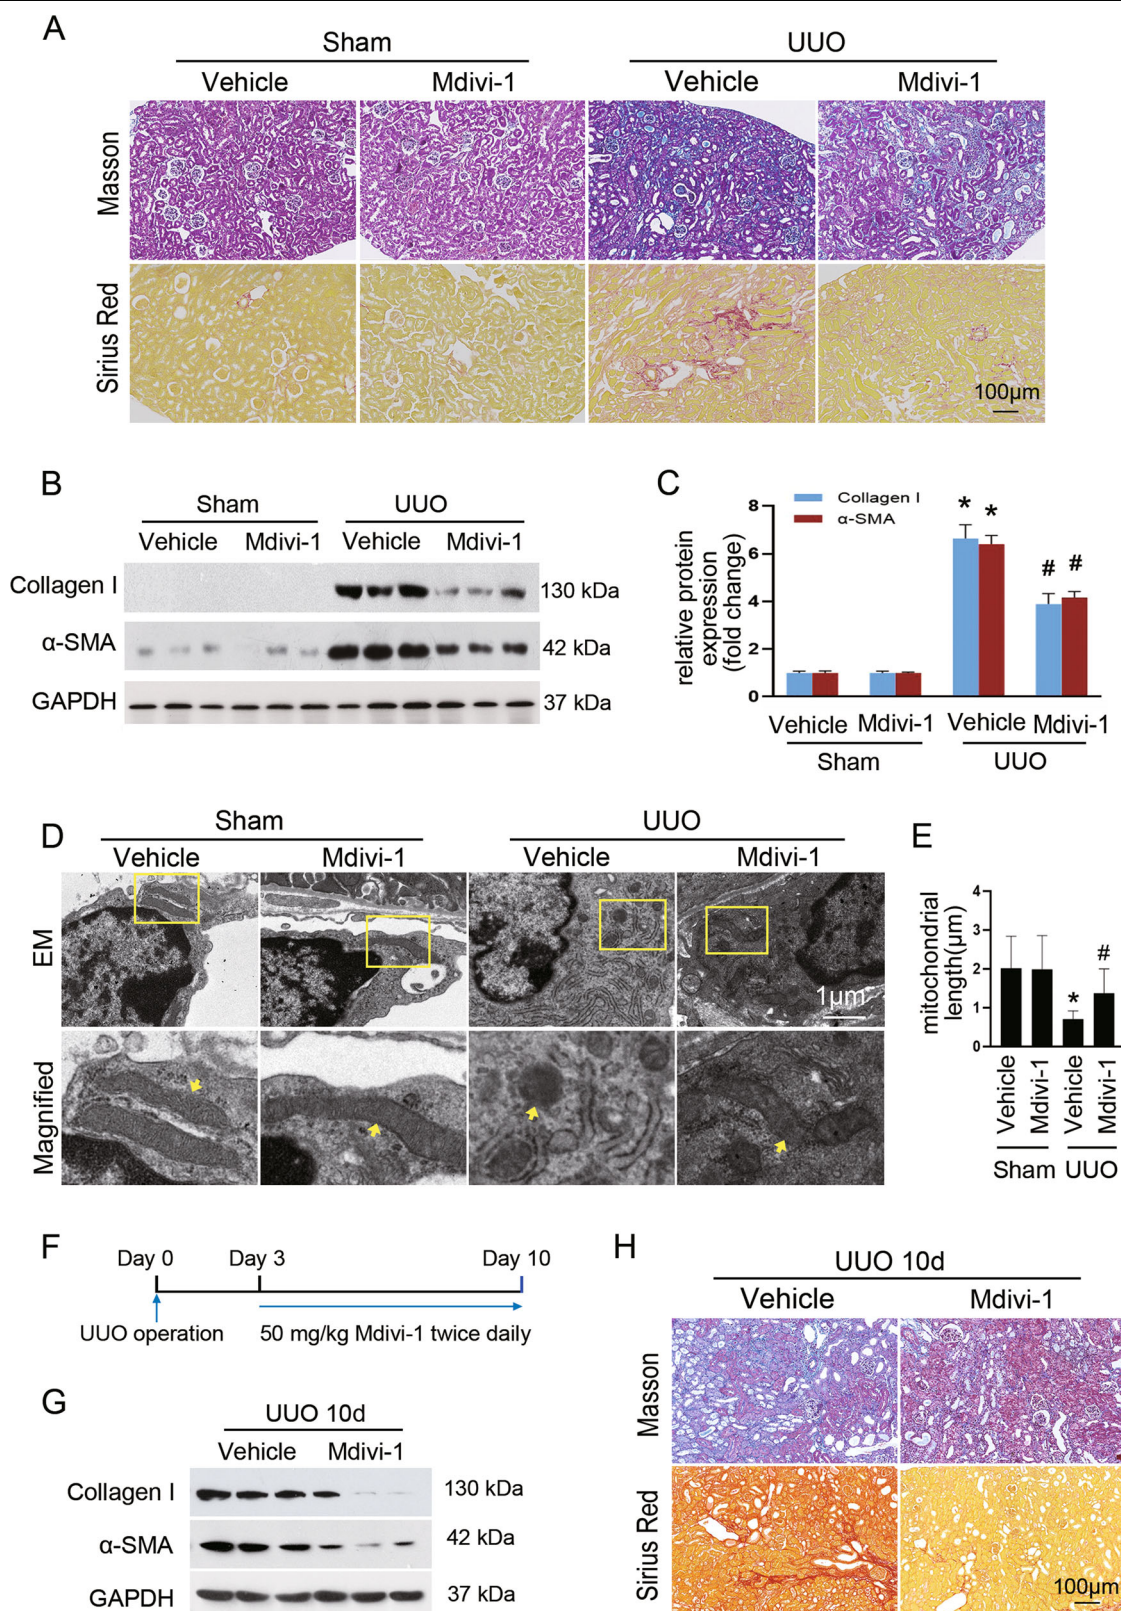 A
Sham
UUO
Vehicle
Mdivi-1
Vehicle
Mdivi-1
Masson
Sirius Red
100μm
B
Sham
UUO
Vehicle
Mdivi-1
Vehicle
Mdivi-1
Collagen I
130 kDa
α-SMA
42 kDa
GAPDH
37 kDa
C
Collagen I
α-SMA
relative protein
expression
(fold change)
8
6
4
2
0
*
*
#
#
Vehicle
Mdivi-1
Vehicle
Mdivi-1
Sham
UUO
D
Sham
UUO
Vehicle
Mdivi-1
Vehicle
Mdivi-1
EM
1μm
Magnified
E
mitochondrial
length(μm)
4
3
2
1
0
*
#
Vehicle
Mdivi-1
Vehicle
Mdivi-1
Sham
UUO
F
Day 0
Day 3
Day 10
UUO operation
50 mg/kg Mdivi-1 twice daily
G
UUO 10d
Vehicle
Mdivi-1
Collagen I
130 kDa
α-SMA
42 kDa
GAPDH
37 kDa
H
UUO 10d
Vehicle
Mdivi-1
Masson
Sirius Red
100μm